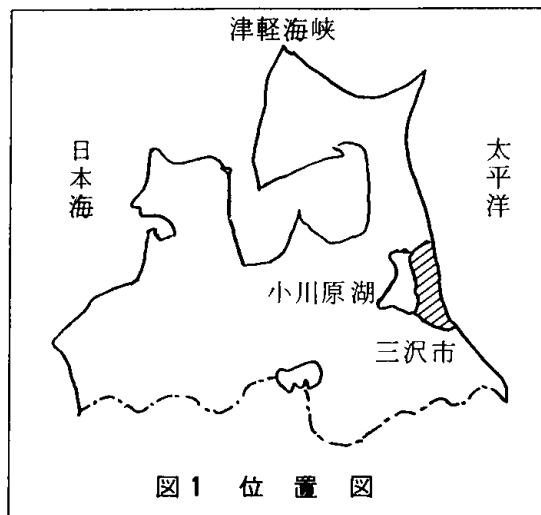 津軽海峡
日本海
太平洋
小川原湖
三沢市
図1 位置図